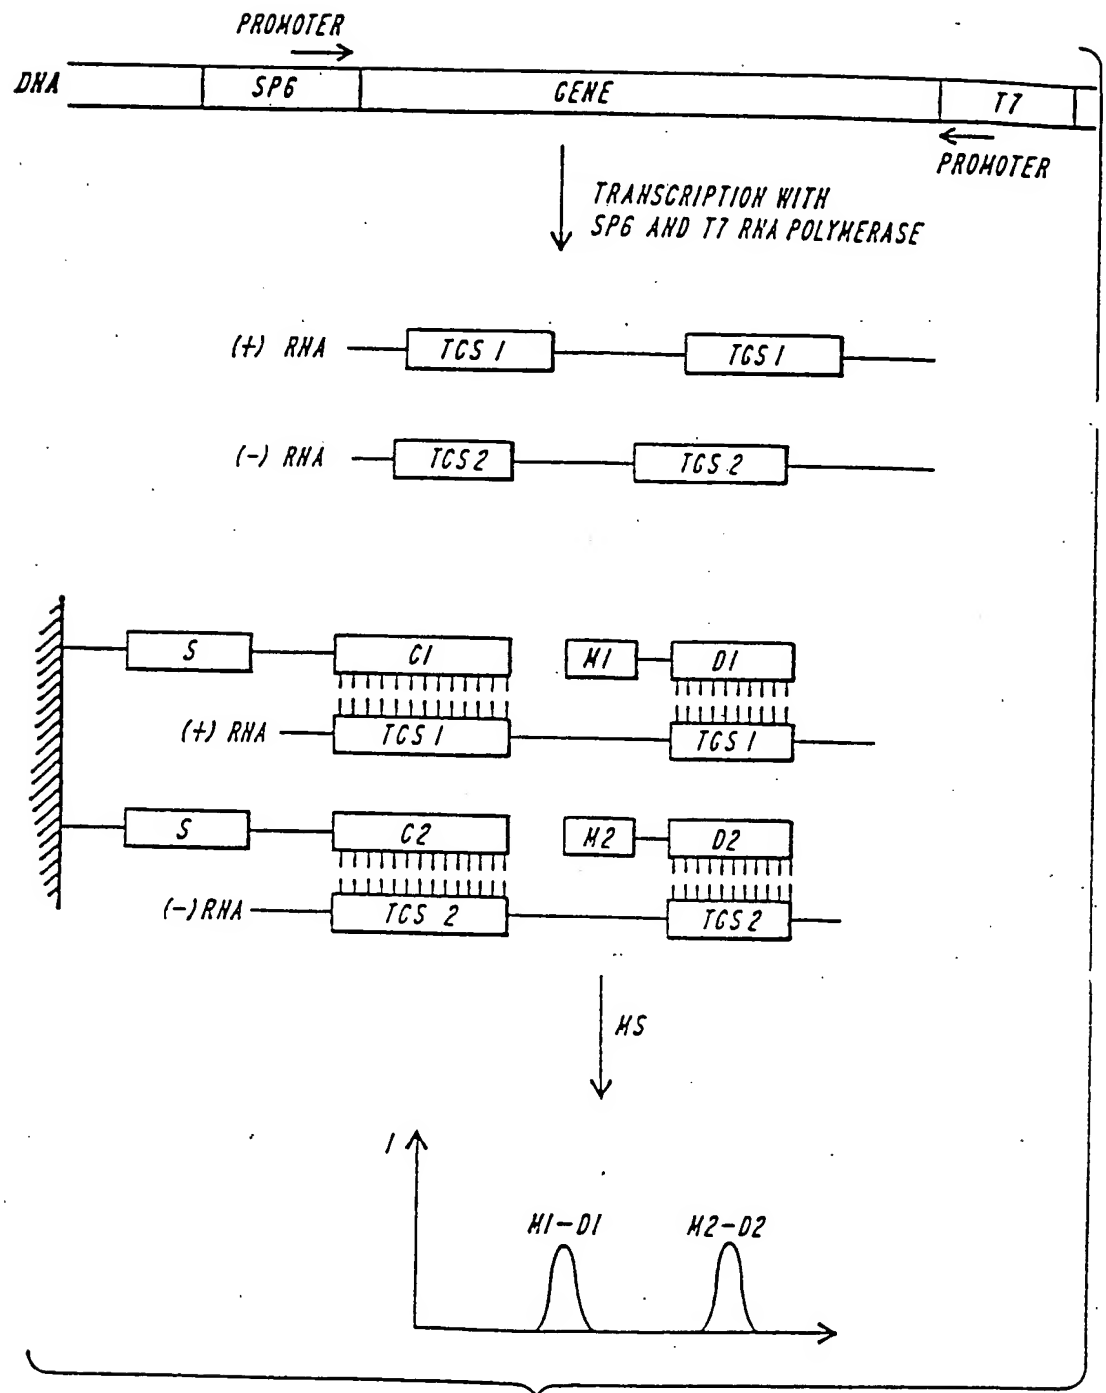 PROMOTER
DNA SP6 GENE T7
PROMOTER
TRANSCRIPTION WITH
SP6 AND T7 RNA POLYMERASE
(+) RNA TCS 1 TCS 1
(-) RNA TCS 2 TCS 2
S C1 M1 D1
(+) RNA TCS 1 TCS 1
S C2 M2 D2
(-) RNA TCS 2 TCS 2
MS
I
M1-D1 M2-D2